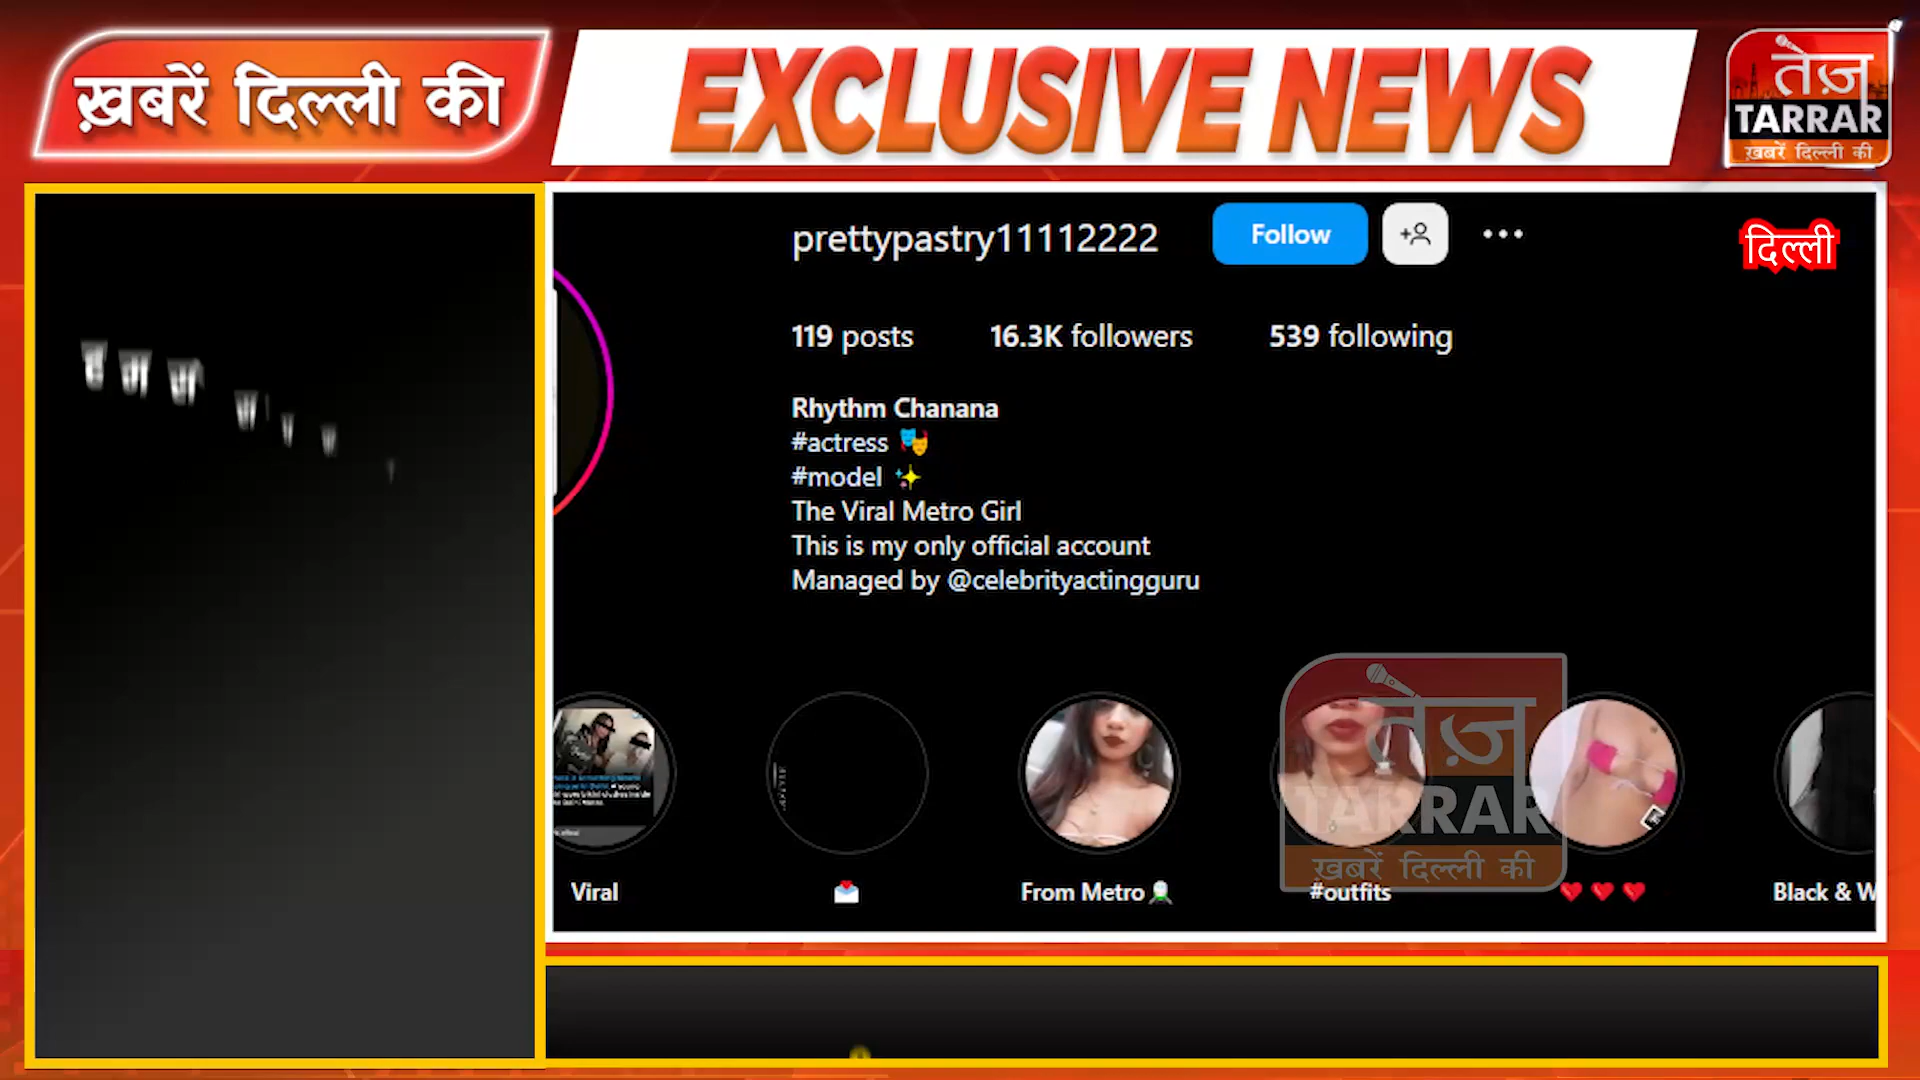 ख़बरें दिल्ली की
EXCLUSIVE NEWS
तेज़
TARRAR
ख़बरें दिल्ली की
prettypastry11112222
Follow
दिल्ली
119 posts
16.3K followers
539 following
Rhythm Chanana
#actress 🎭
#model ✨
The Viral Metro Girl
This is my only official account
Managed by @celebrityactingguru
तेज़
TARRAR
ख़बरें दिल्ली की
Viral
💌
From Metro
#outfits
❤️ ❤️ ❤️
Black & W